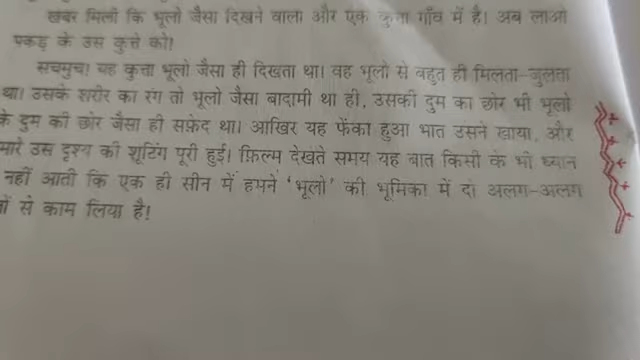 खबर मिली कि भूलो जैसा दिखने वाला और एक कुत्ता गाँव में है। अब लाओ
पकड़ के उस कुत्ते को!
सचमुच! यह कुत्ता भूलो जैसा ही दिखता था। वह भूलो से बहुत ही मिलता-जुलता
था। उसके शरीर का रंग तो भूलो जैसा बादामी था ही, उसकी दुम का छोर भी भूलो
के दुम की छोर जैसा ही सफ़ेद था। आखिर यह फेंका हुआ भात उसने खाया, और
मारे उस दृश्य की शूटिंग पूरी हुई। फ़िल्म देखते समय यह बात किसी के भी ध्यान
नहीं आती कि एक ही सीन में हमने 'भूलो' की भूमिका में दो अलग-अलग
से काम लिया है!